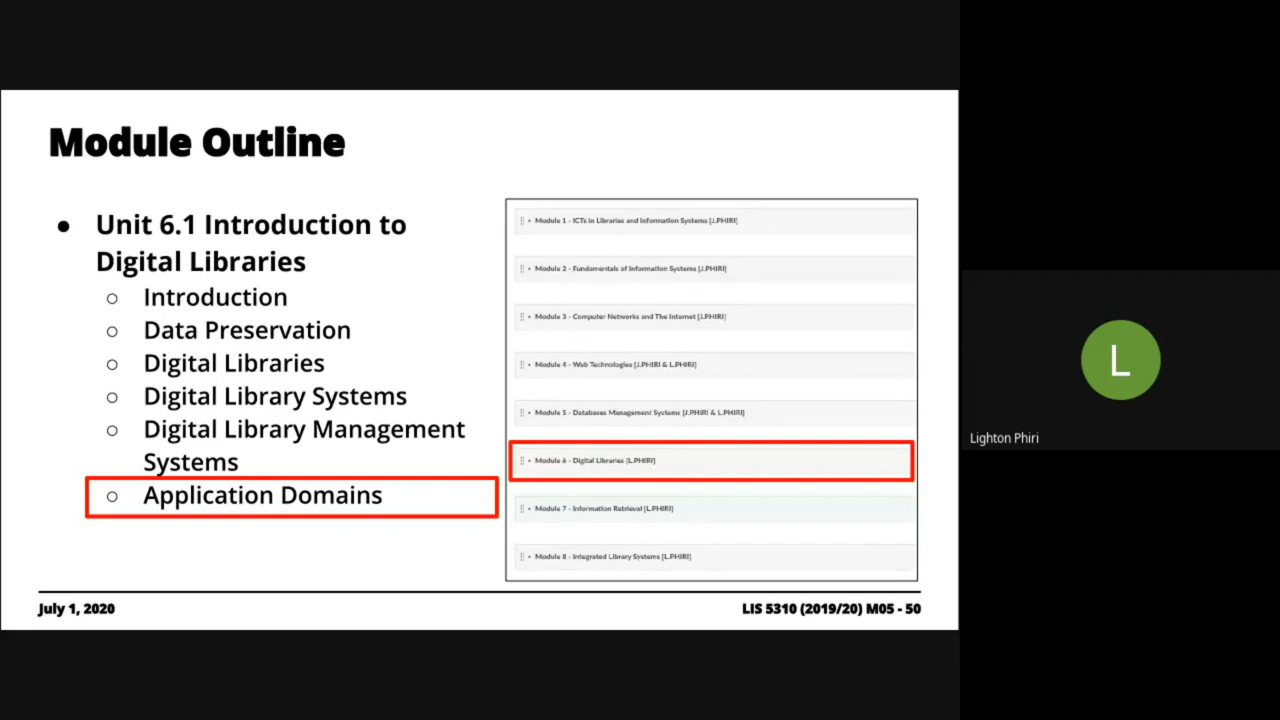 Module Outline
● Unit 6.1 Introduction to
Digital Libraries
○ Introduction
○ Data Preservation
○ Digital Libraries
○ Digital Library Systems
○ Digital Library Management
Systems
○ Application Domains
Module 1 - ICTs in Libraries and Information Systems [J.PHIRI]
Module 2 - Fundamentals of Information Systems [J.PHIRI]
Module 3 - Computer Networks and The Internet [J.PHIRI]
Module 4 - Web Technologies [J.PHIRI & L.PHIRI]
Module 5 - Databases Management Systems [J.PHIRI & L.PHIRI]
Module 6 - Digital Libraries [L.PHIRI]
Module 7 - Information Retrieval [L.PHIRI]
Module 8 - Integrated Library Systems [L.PHIRI]
July 1, 2020
LIS 5310 (2019/20) M05 - 50
L
Lighton Phiri